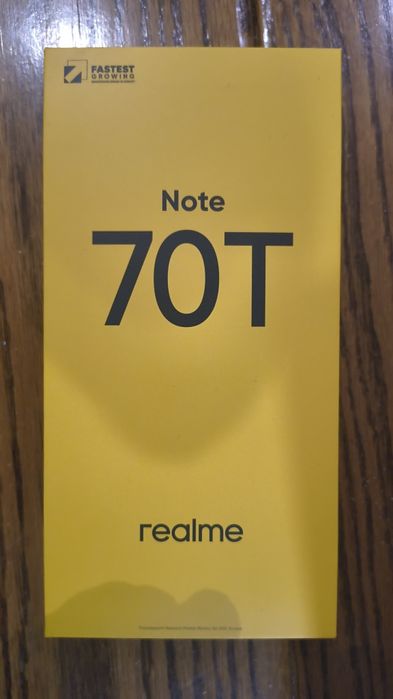 FASTEST
GROWING
Note
70T
realme